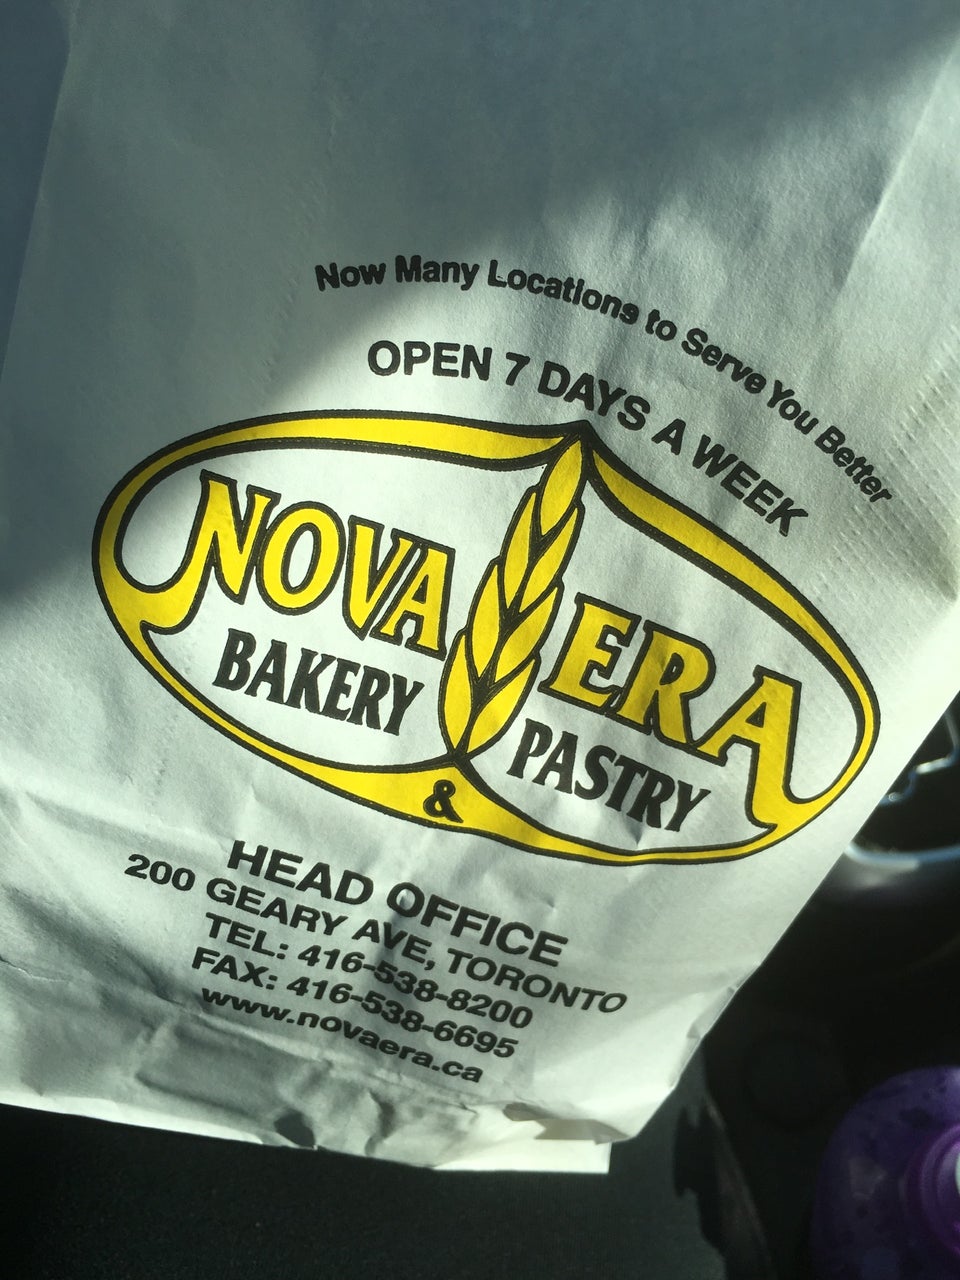 Now Many Locations to Serve You Better
OPEN 7 DAYS A WEEK
NOVA ERA
BAKERY & PASTRY
HEAD OFFICE
200 GEARY AVE, TORONTO
TEL: 416-538-8200
FAX: 416-538-6695
www.novaera.ca